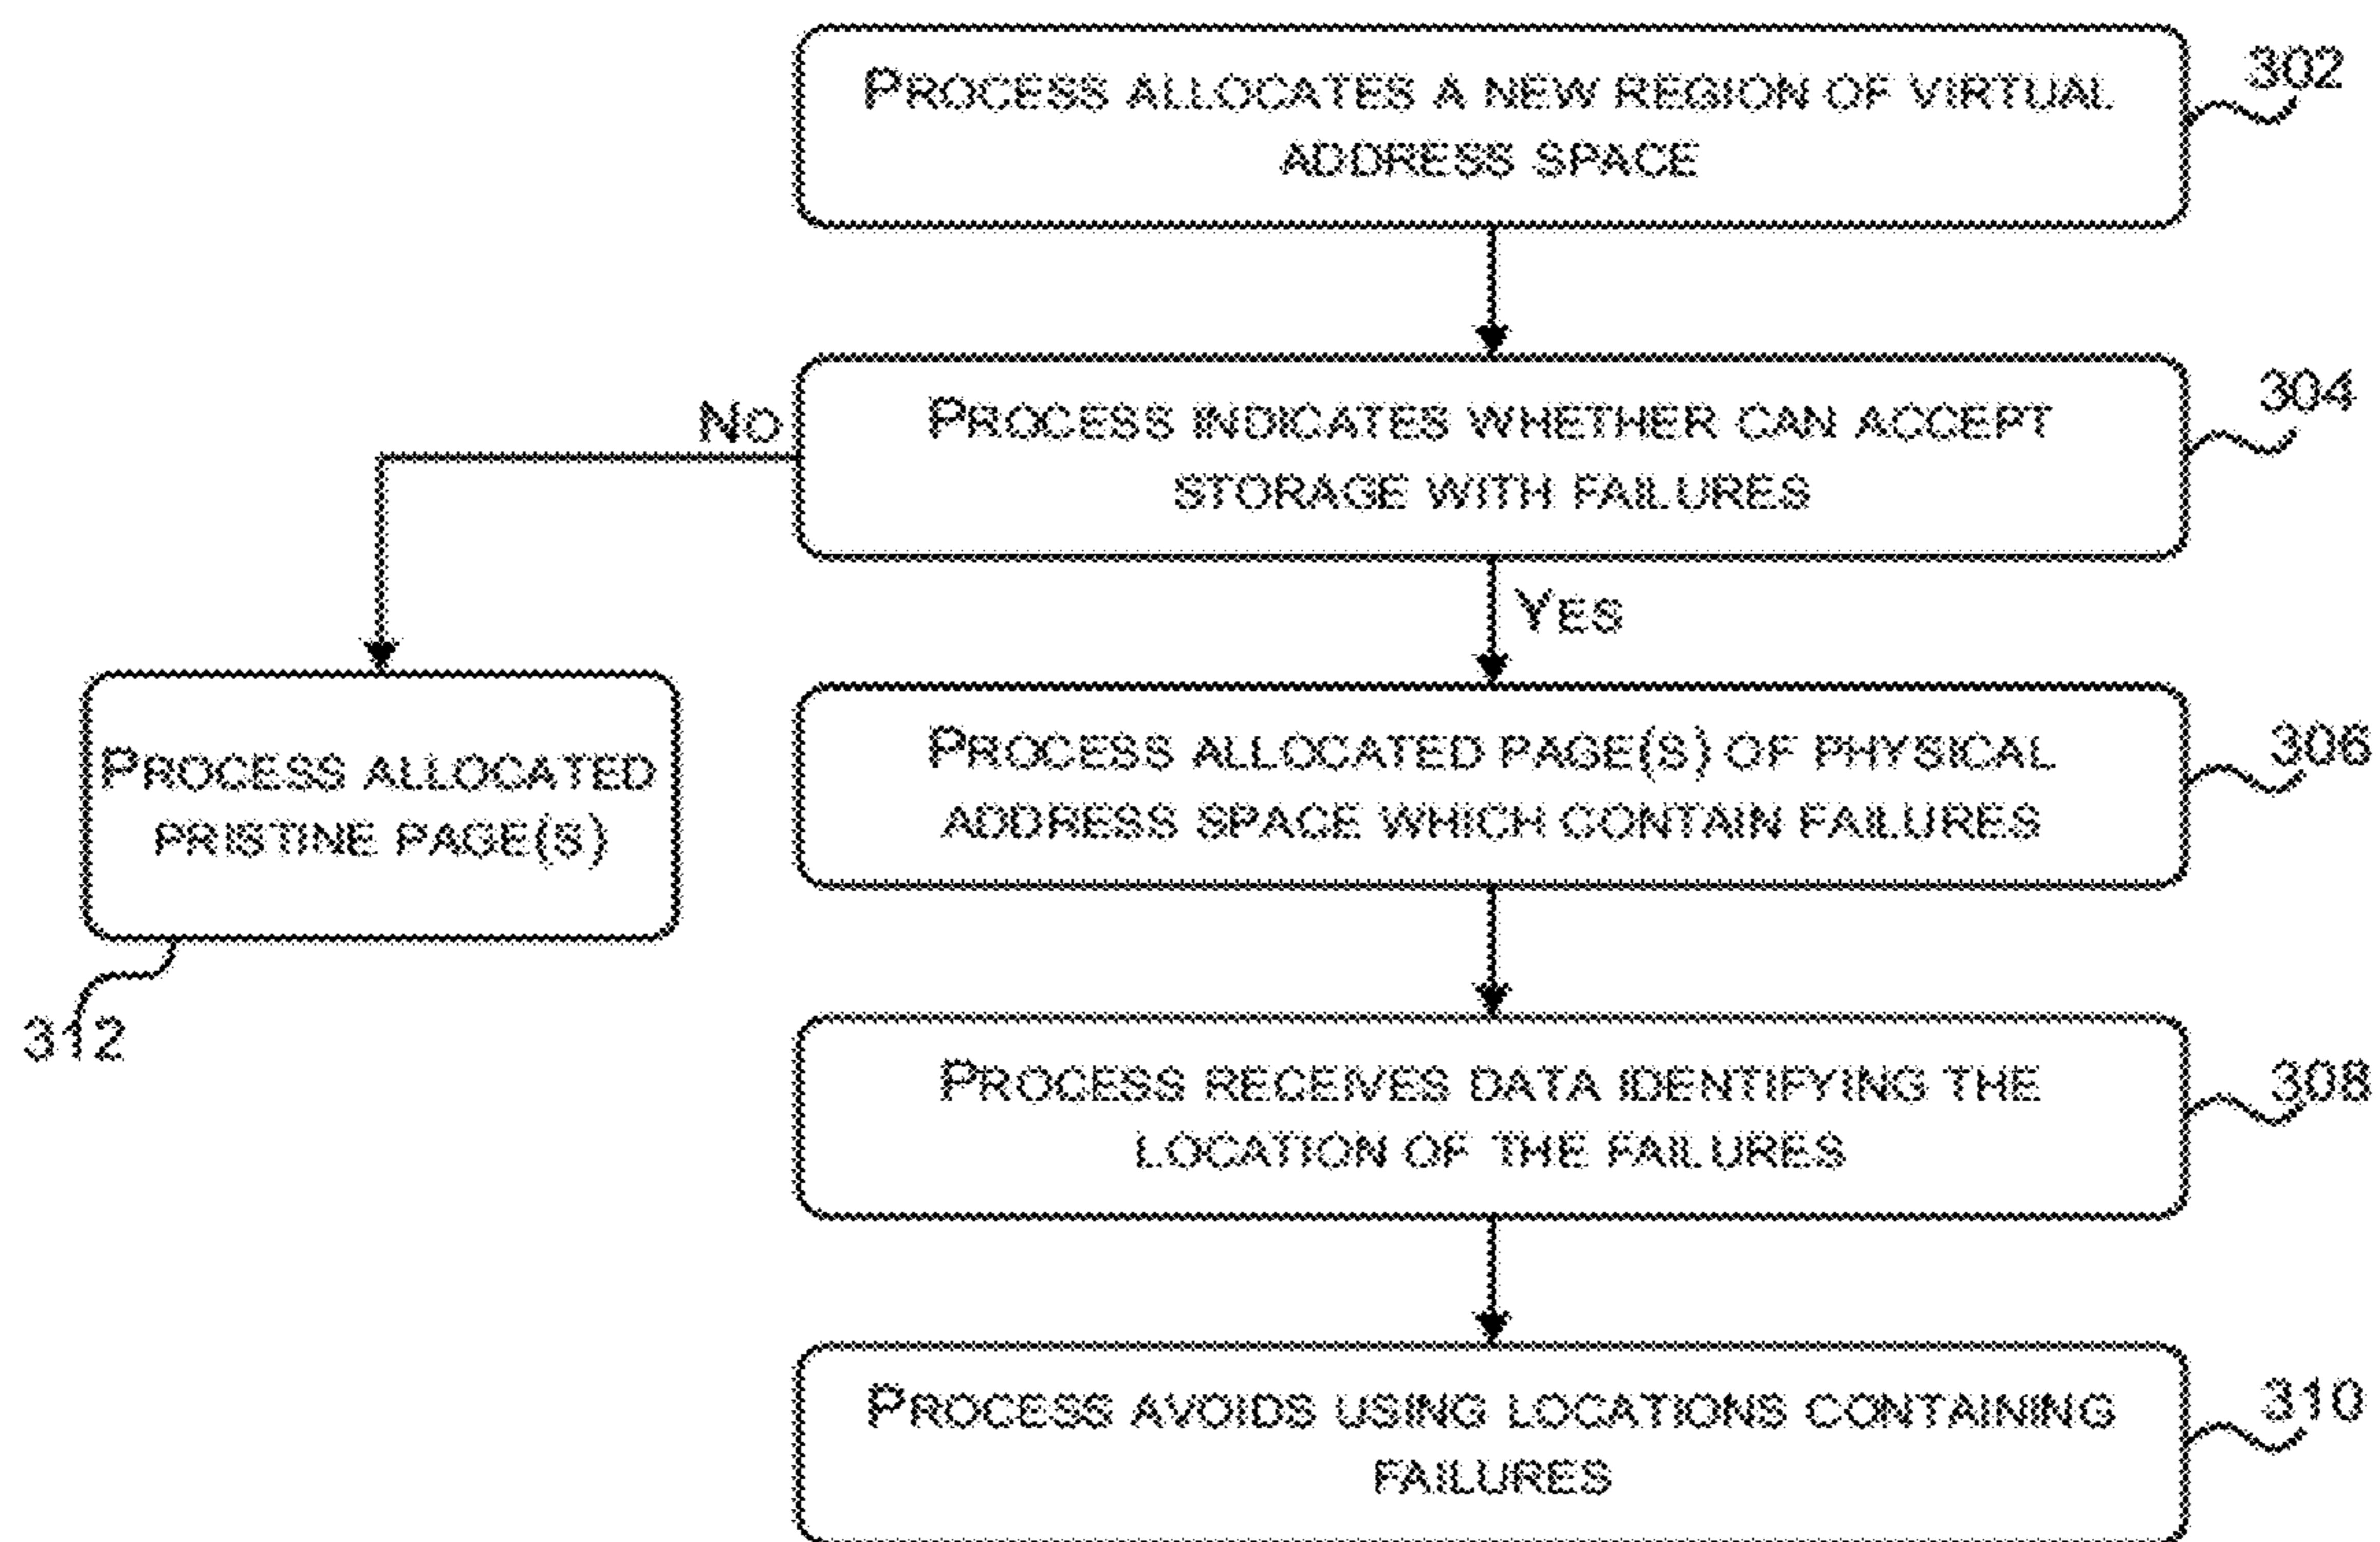 PROCESS ALLOCATES A NEW REGION OF VIRTUAL
ADDRESS SPACE
302
PROCESS INDICATES WHETHER CAN ACCEPT
STORAGE WITH FAILURES
304
NO
YES
PROCESS ALLOCATED
PRISTINE PAGE(S)
312
PROCESS ALLOCATED PAGE(S) OF PHYSICAL
ADDRESS SPACE WHICH CONTAIN FAILURES
306
PROCESS RECEIVES DATA IDENTIFYING THE
LOCATION OF THE FAILURES
308
PROCESS AVOIDS USING LOCATIONS CONTAINING
FAILURES
310